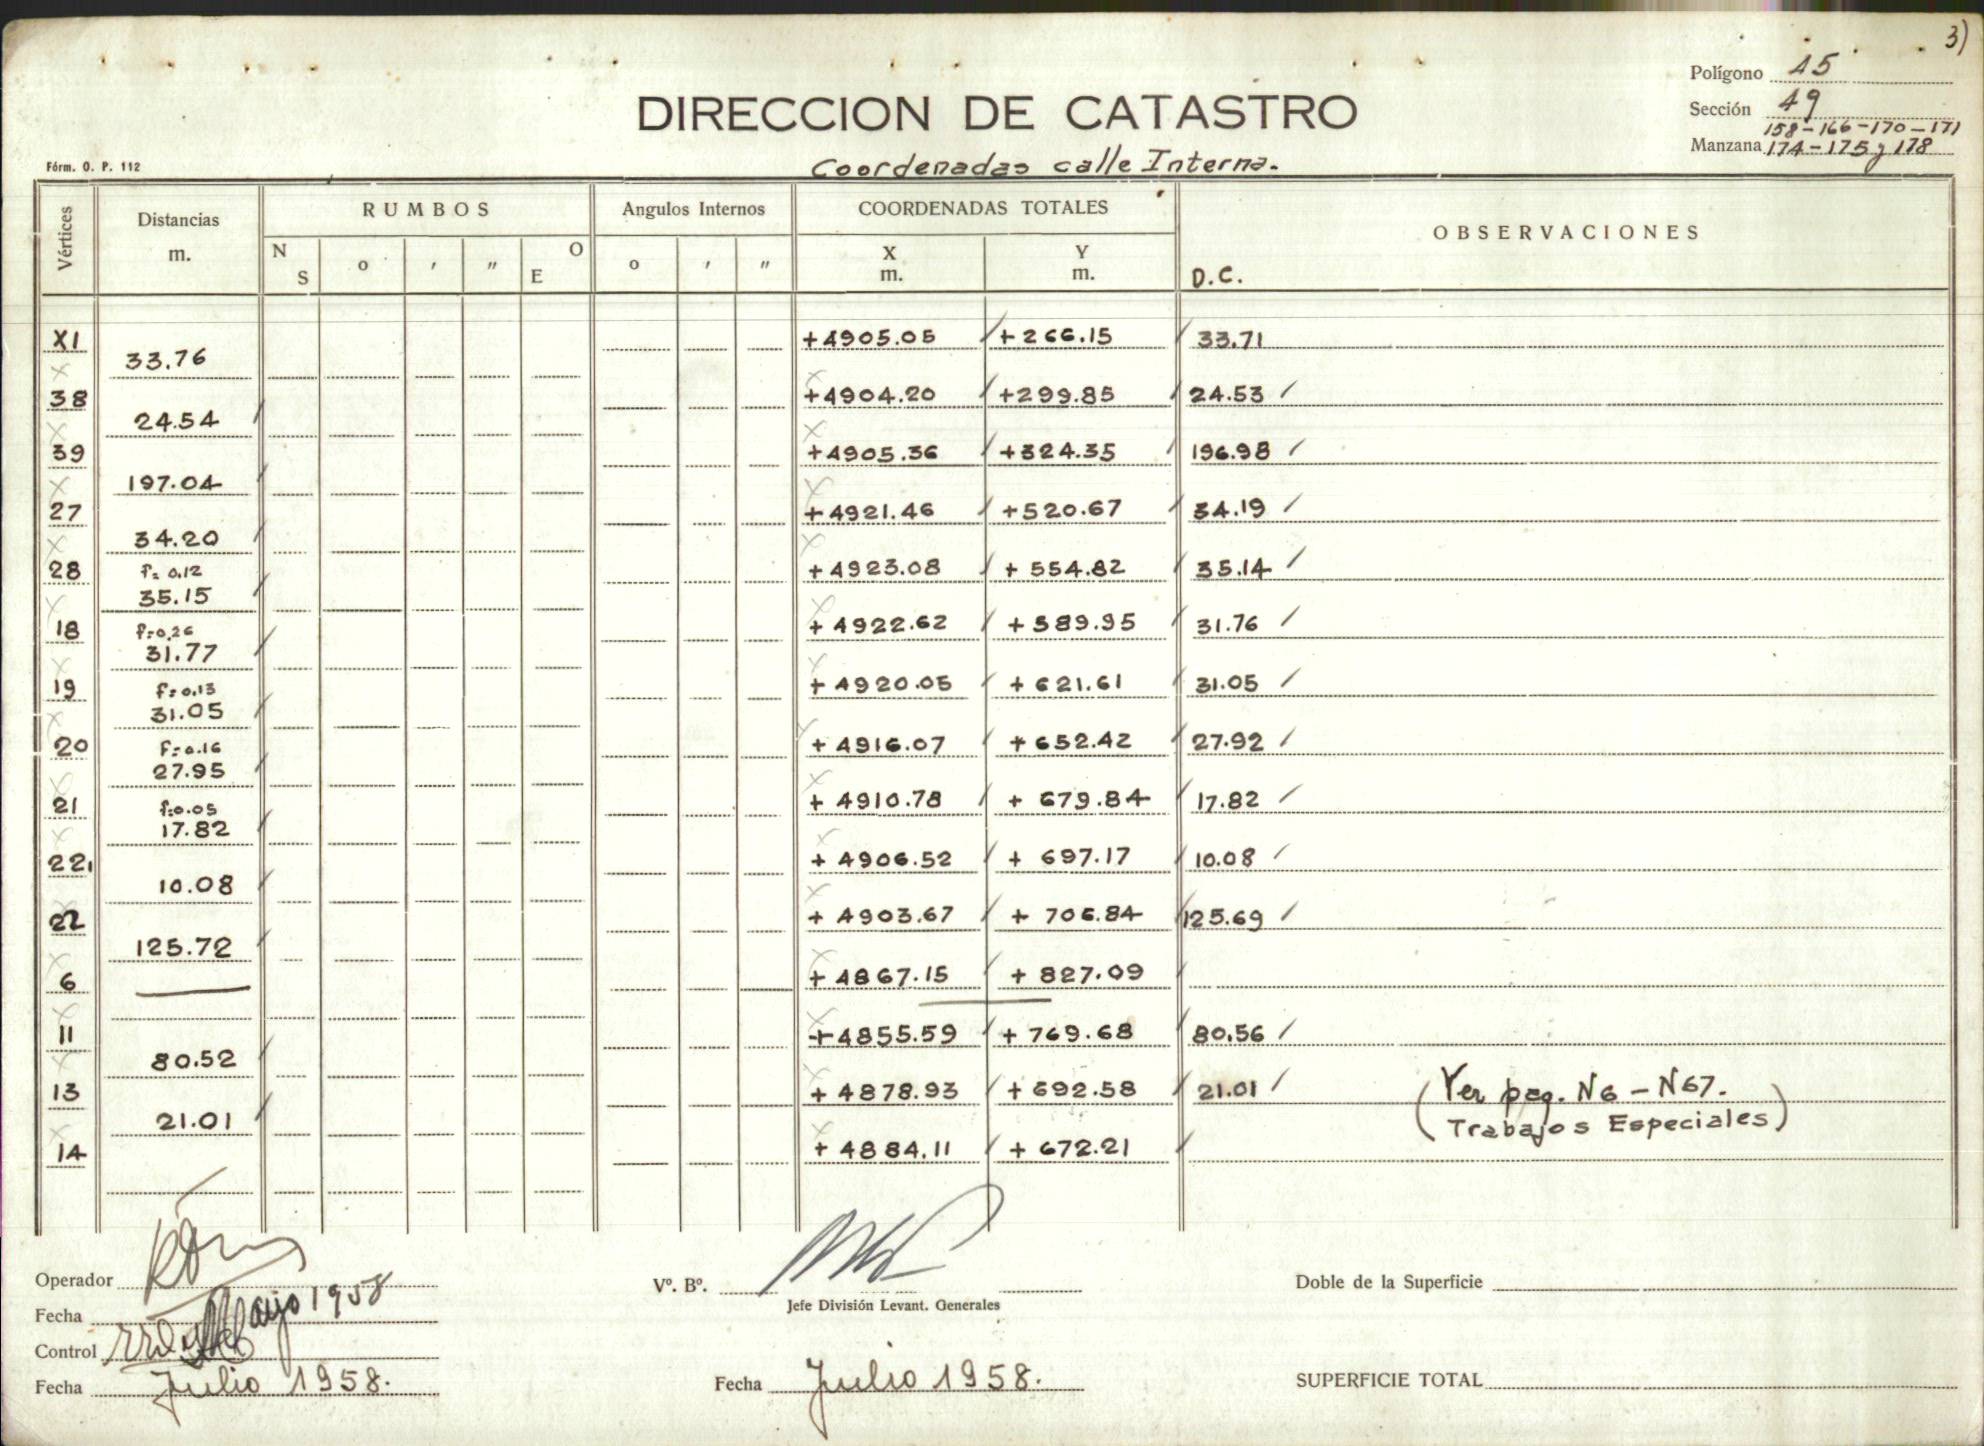 3)
Polígono 15
DIRECCION DE CATASTRO
Sección 49
158-166-170-171
Manzana 174-175 y 178
Fórm. O. P. 112
Coordenadas calle Interna.
Vértices Distancias m. RUMBOS Angulos Internos COORDENADAS TOTALES OBSERVACIONES
N S o ′ ″ O E o ′ ″ X m. Y m. D.C.
XI +4905.05 +266.15 33.71
33.76
38 +4904.20 +299.85 24.53
24.54
39 +4905.36 +324.35 196.98
197.04
27 +4921.46 +520.67 34.19
34.20
28 f=0.12 +4923.08 +554.82 35.14
35.15
18 f=0.26 +4922.62 +589.95 31.76
31.77
19 f=0.13 +4920.05 +621.61 31.05
31.05
20 f=0.16 +4916.07 +652.42 27.92
27.95
21 f=0.05 +4910.78 +679.84 17.82
17.82
22, +4906.52 +697.17 10.08
10.08
22 +4903.67 +706.84 125.69
125.72
6 +4867.15 +827.09
11 +4855.59 +769.68 80.56
80.52
13 +4878.93 +692.58 21.01 (Ver pag. N6-N67.
21.01 Trabajos Especiales)
14 +4884.11 +672.21
Operador
Vº. Bº.
Doble de la Superficie
Jefe División Levant. Generales
Fecha Mayo 1958
Control
Fecha Julio 1958.
Fecha Julio 1958.
SUPERFICIE TOTAL